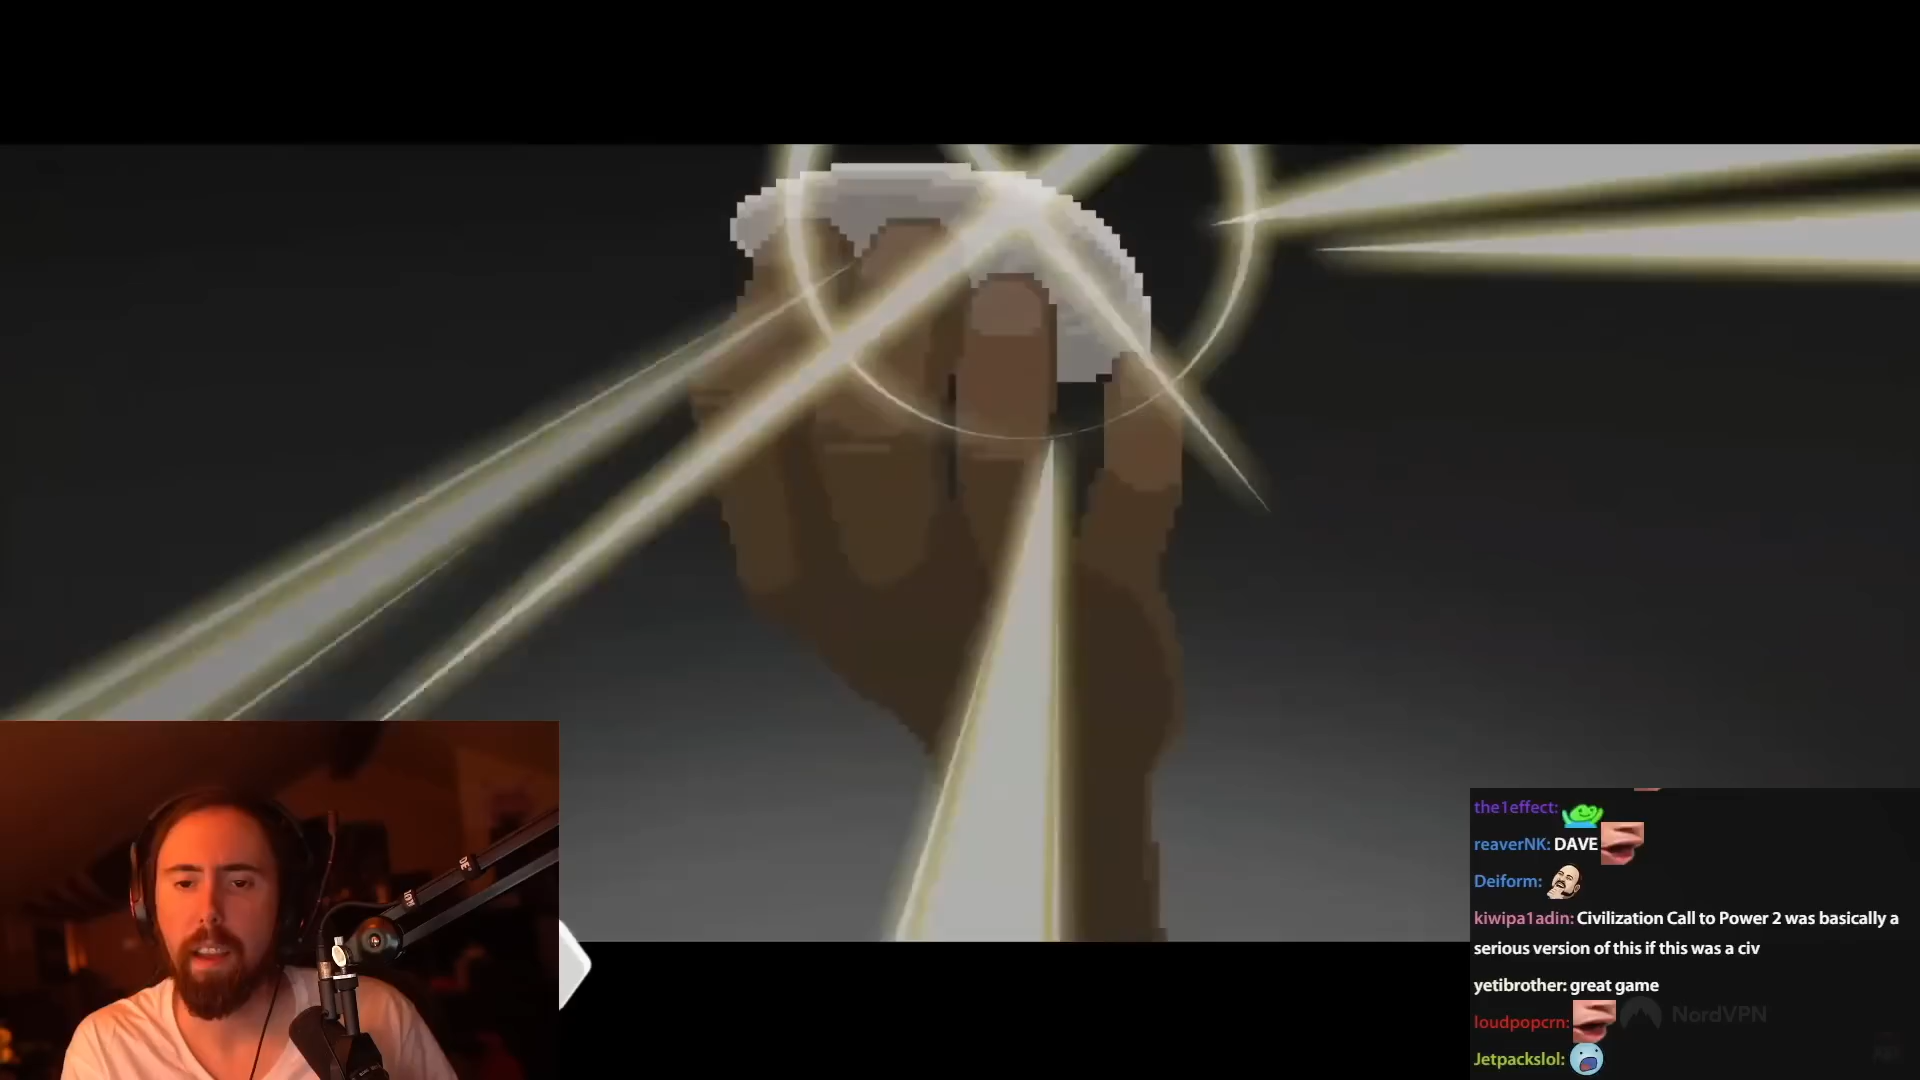 the1effect:
reaverNK: DAVE
Deiform:
kiwipa1adin: Civilization Call to Power 2 was basically a
serious version of this if this was a civ
yetibrother: great game
loudpopcrn:
NordVPN
Jetpackslol: